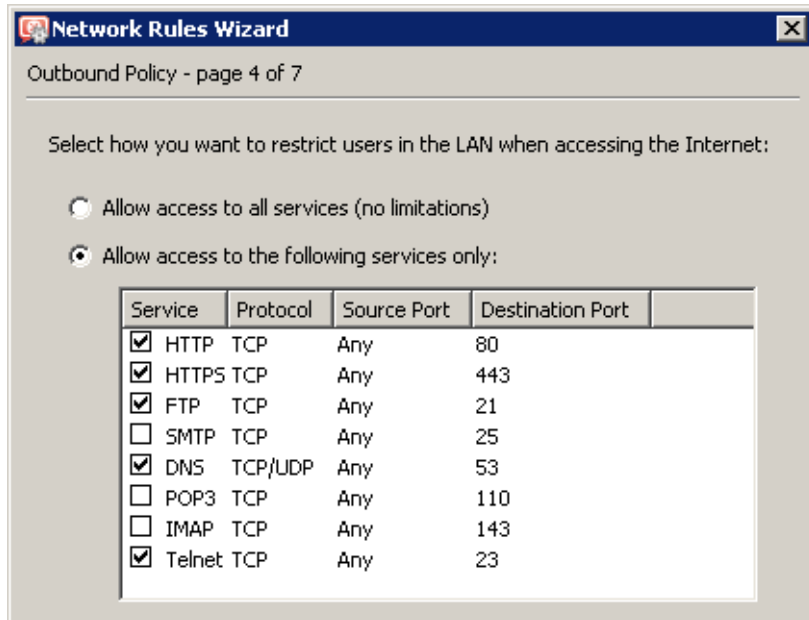 Network Rules Wizard
Outbound Policy - page 4 of 7
Select how you want to restrict users in the LAN when accessing the Internet:
Allow access to all services (no limitations)
Allow access to the following services only:
Service Protocol Source Port Destination Port
HTTP TCP Any 80
HTTPS TCP Any 443
FTP TCP Any 21
SMTP TCP Any 25
DNS TCP/UDP Any 53
POP3 TCP Any 110
IMAP TCP Any 143
Telnet TCP Any 23